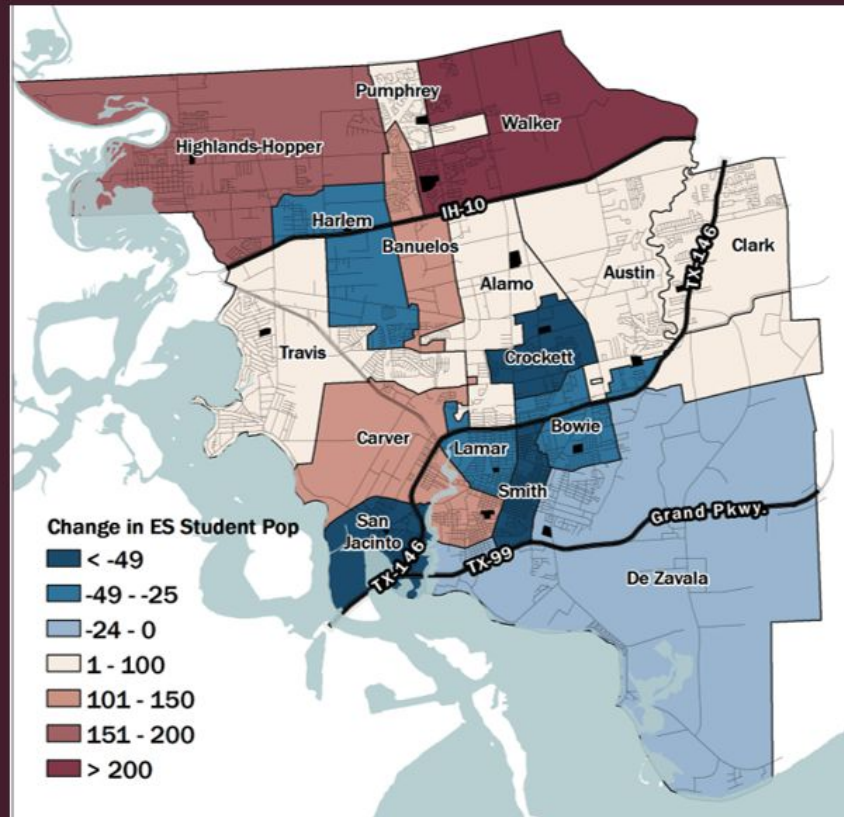 Pumphrey
Walker
Highlands-Hopper
Harlem
IH-10
Banuelos
Alamo
Austin
TX-146
Clark
Travis
Crockett
Carver
Lamar
Bowie
Smith
Grand Pkwy.
San
Jacinto
TX-146
TX-99
De Zavala
Change in ES Student Pop
< -49
-49 - -25
-24 - 0
1 - 100
101 - 150
151 - 200
> 200